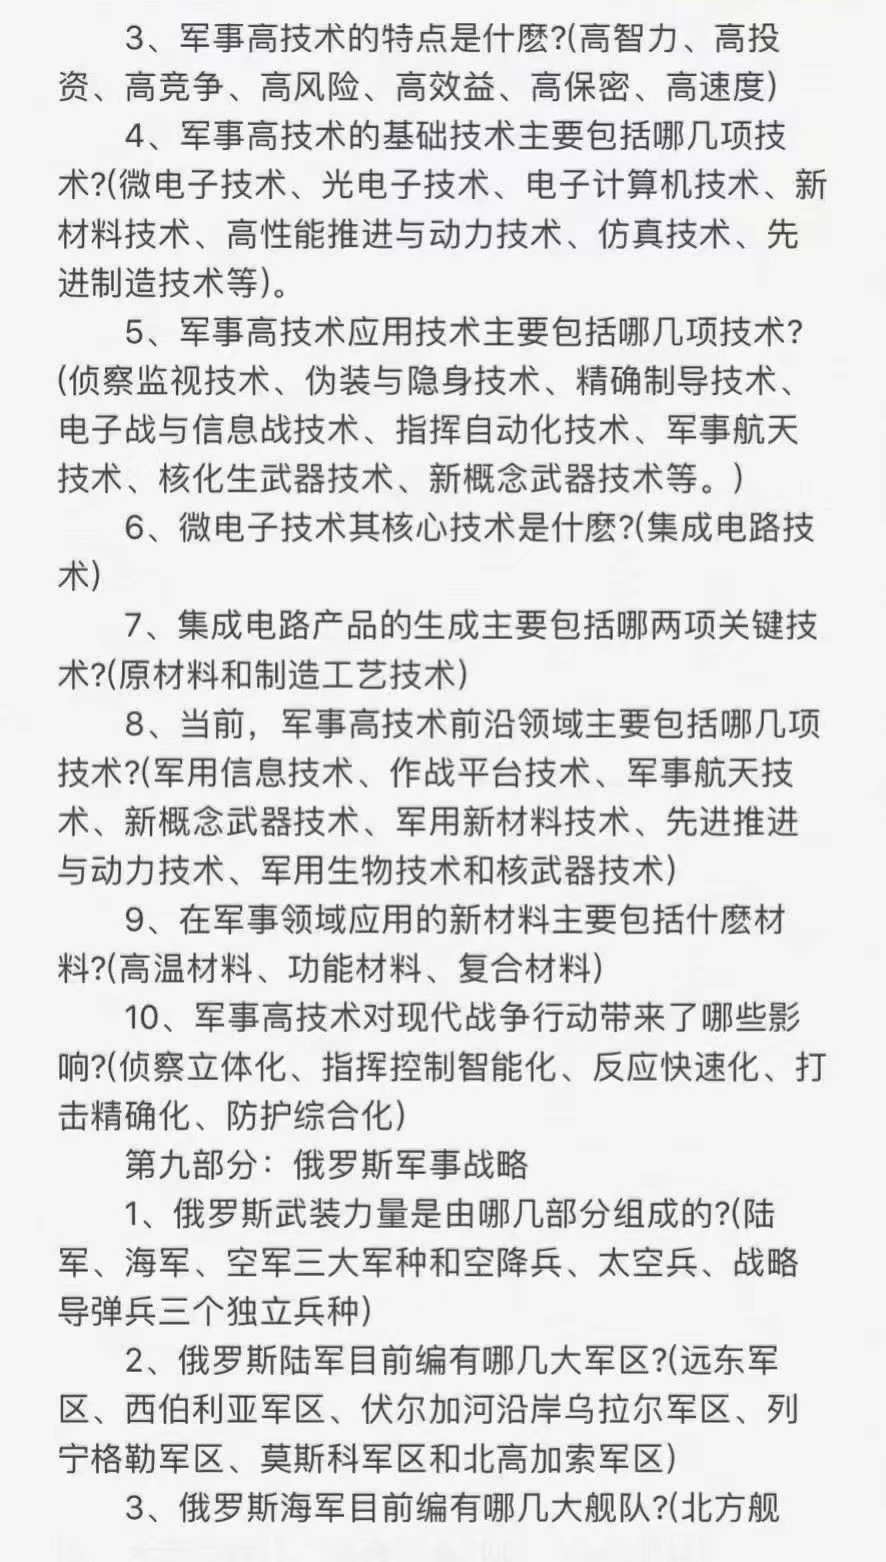 3、军事高技术的特点是什麽?(高智力、高投
资、高竞争、高风险、高效益、高保密、高速度)
4、军事高技术的基础技术主要包括哪几项技
术?(微电子技术、光电子技术、电子计算机技术、新
材料技术、高性能推进与动力技术、仿真技术、先
进制造技术等)。
5、军事高技术应用技术主要包括哪几项技术?
(侦察监视技术、伪装与隐身技术、精确制导技术、
电子战与信息战技术、指挥自动化技术、军事航天
技术、核化生武器技术、新概念武器技术等。)
6、微电子技术其核心技术是什麽?(集成电路技
术)
7、集成电路产品的生成主要包括哪两项关键技
术?(原材料和制造工艺技术)
8、当前，军事高技术前沿领域主要包括哪几项
技术?(军用信息技术、作战平台技术、军事航天技
术、新概念武器技术、军用新材料技术、先进推进
与动力技术、军用生物技术和核武器技术)
9、在军事领域应用的新材料主要包括什麽材
料?(高温材料、功能材料、复合材料)
10、军事高技术对现代战争行动带来了哪些影
响?(侦察立体化、指挥控制智能化、反应快速化、打
击精确化、防护综合化)
第九部分：俄罗斯军事战略
1、俄罗斯武装力量是由哪几部分组成的?(陆
军、海军、空军三大军种和空降兵、太空兵、战略
导弹兵三个独立兵种)
2、俄罗斯陆军目前编有哪几大军区?(远东军
区、西伯利亚军区、伏尔加河沿岸乌拉尔军区、列
宁格勒军区、莫斯科军区和北高加索军区)
3、俄罗斯海军目前编有哪几大舰队?(北方舰